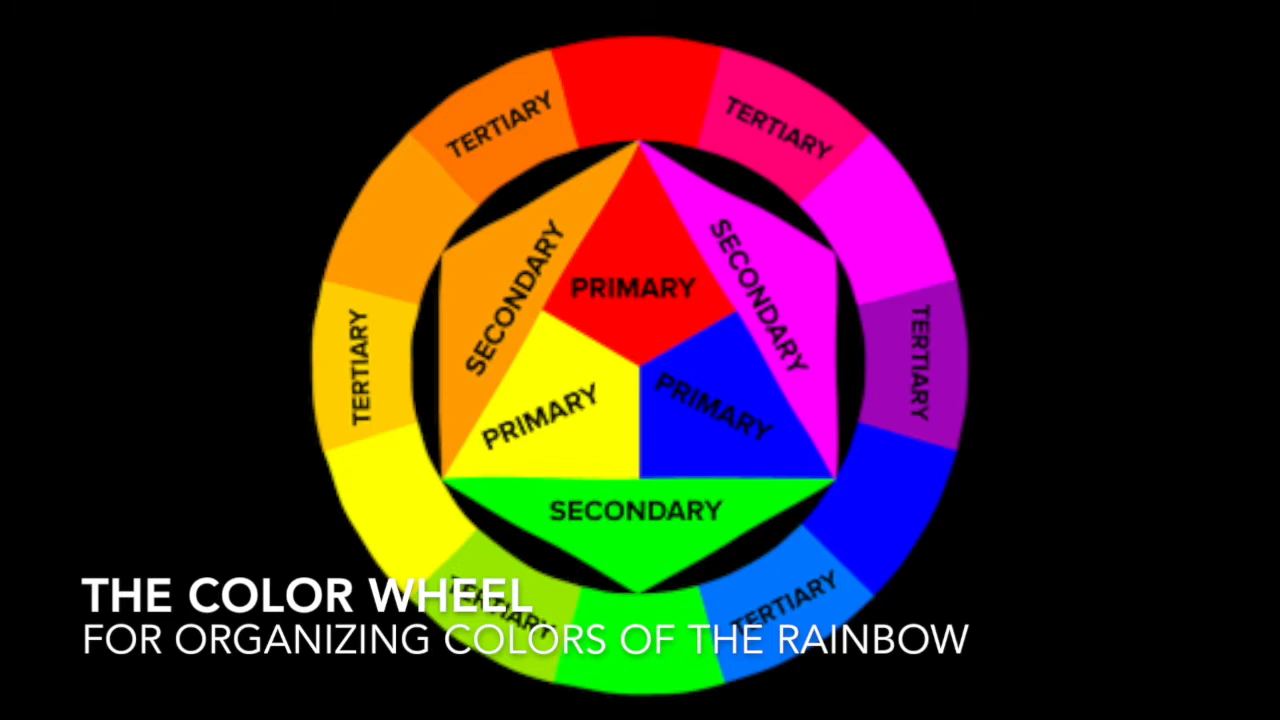 TERTIARY
TERTIARY
SECONDARY
SECONDARY
PRIMARY
TERTIARY
TERTIARY
PRIMARY
PRIMARY
SECONDARY
TERTIARY
TERTIARY
THE COLOR WHEEL
FOR ORGANIZING COLORS OF THE RAINBOW